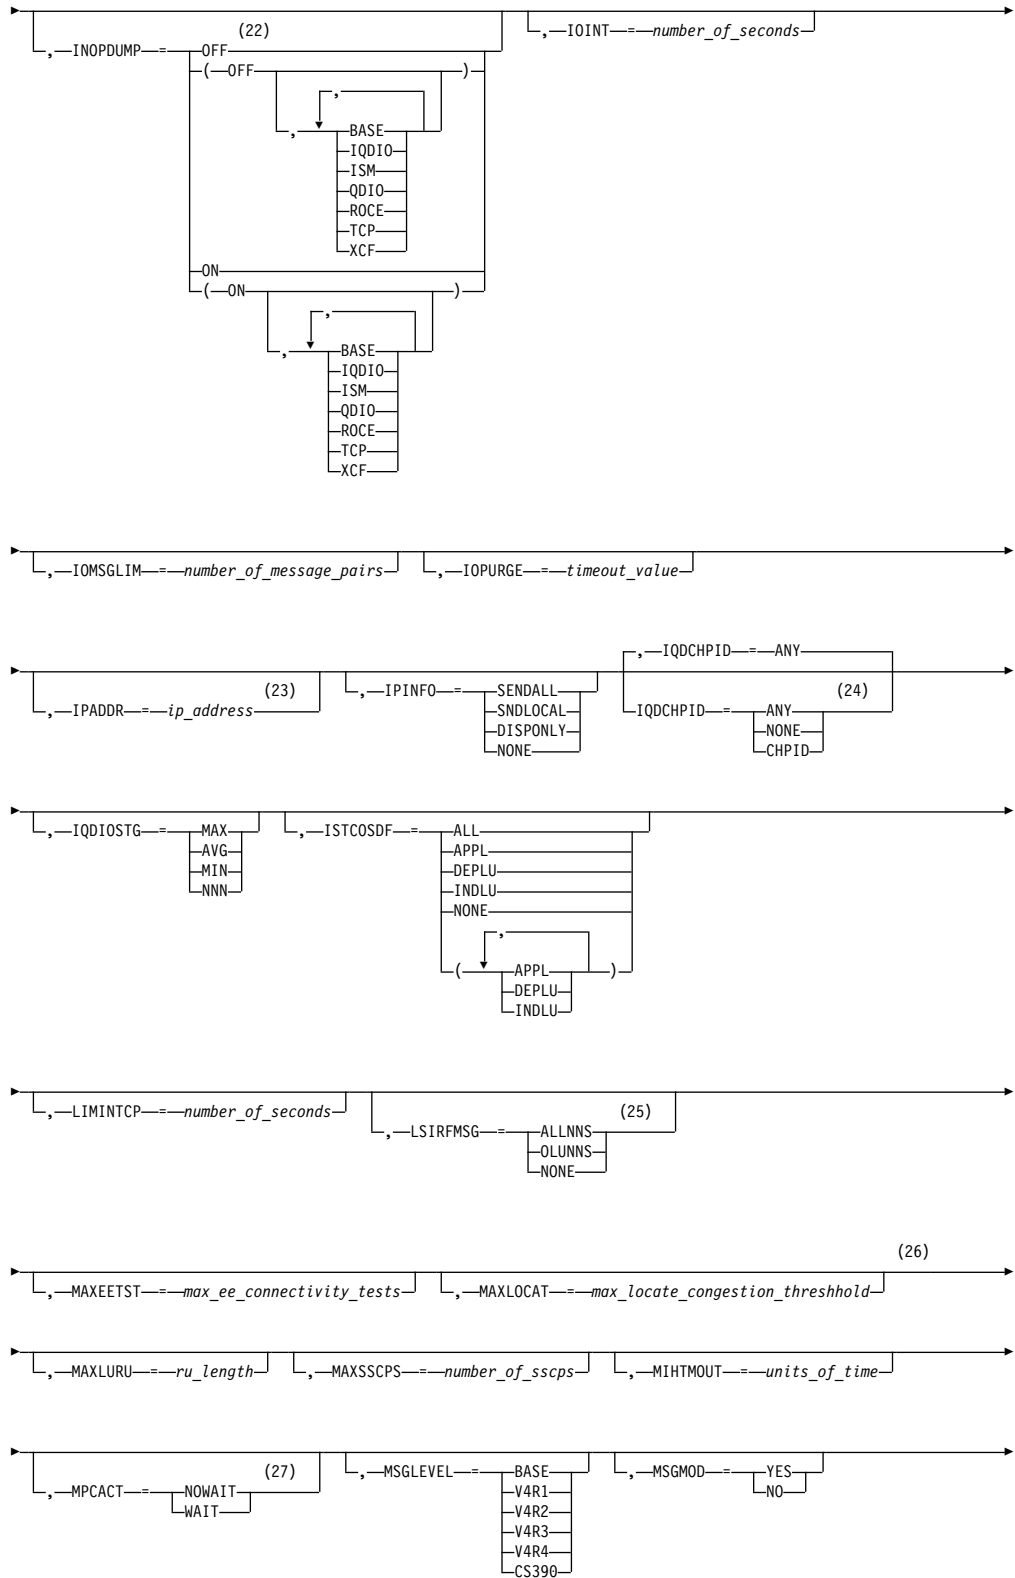 (22)
,—INOPDUMP—=—OFF ,—IOINT—=—number_of_seconds
(—OFF )
,
, BASE
IQDIO
ISM
QDIO
ROCE
TCP
XCF
ON
(—ON )
,
, BASE
IQDIO
ISM
QDIO
ROCE
TCP
XCF
,—IOMSGLIM—=—number_of_message_pairs ,—IOPURGE—=—timeout_value
,—IQDCHPID—=—ANY
(23) (24)
,—IPADDR—=—ip_address ,—IPINFO—=—SENDALL IQDCHPID—=—ANY
SNDLOCAL NONE
DISPONLY CHPID
NONE
,—IQDIOSTG—=—MAX ,—ISTCOSDF—=—ALL
AVG APPL
MIN DEPLU
NNN INDLU
NONE
,
( APPL )
DEPLU
INDLU
,—LIMINTCP—=—number_of_seconds (25)
,—LSIRFMSG—=—ALLNNS
OLUNNS
NONE
(26)
,—MAXEETST—=—max_ee_connectivity_tests ,—MAXLOCAT—=—max_locate_congestion_threshhold
,—MAXLURU—=—ru_length ,—MAXSSCPS—=—number_of_sscps ,—MIHTMOUT—=—units_of_time
(27) ,—MSGLEVEL—=—BASE ,—MSGMOD—=—YES
,—MPCACT—=—NOWAIT V4R1 NO
WAIT V4R2
V4R3
V4R4
CS390